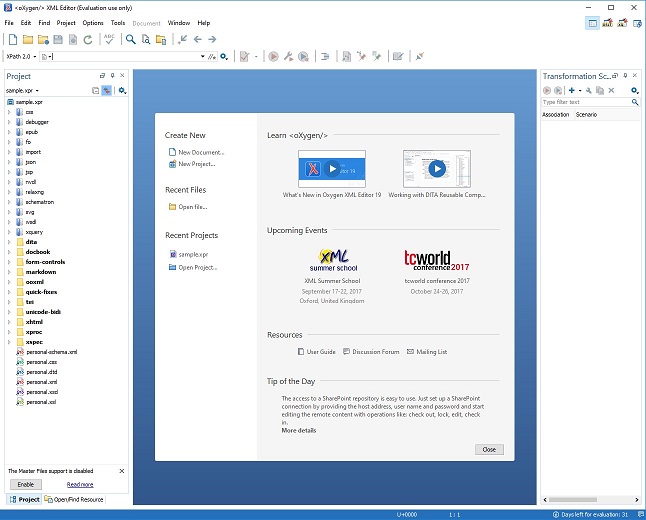 <oXygen/> XML Editor (Evaluation use only)
File Edit Find Project Options Tools Document Window Help
XPath 2.0
Project
sample.xpr
sample.xpr
css
debugger
epub
fo
import
json
jsp
nvdl
relaxng
schematron
svg
wsdl
xquery
dita
docbook
form-controls
markdown
ooxml
quick-fixes
tei
unicode-bidi
xhtml
xproc
xspec
personal-schema.xml
personal.css
personal.dtd
personal.xml
personal.xsd
personal.xsl
The Master Files support is disabled
Enable Read more
Project Open/Find Resource
Create New
New Document...
New Project...
Recent Files
Open file...
Recent Projects
sample.xpr
Open Project...
Learn <oXygen/>
What's New in Oxygen XML Editor 19
Working with DITA Reusable Comp...
Upcoming Events
XML
summer school
XML Summer School
September 17-22, 2017
Oxford, United Kingdom
tcworld
conference 2017
tcworld conference 2017
October 24-26, 2017
Resources
User Guide Discussion Forum Mailing List
Tip of the Day
The access to a SharePoint repository is easy to use. Just set up a SharePoint
connection by providing the host address, user name and password and start
editing the remote content with operations like: check out, lock, edit, check
in.
More details
Close
Transformation Sc...
Type filter text
Association Scenario
U+0000 1 : 1 Days left for evaluation: 31